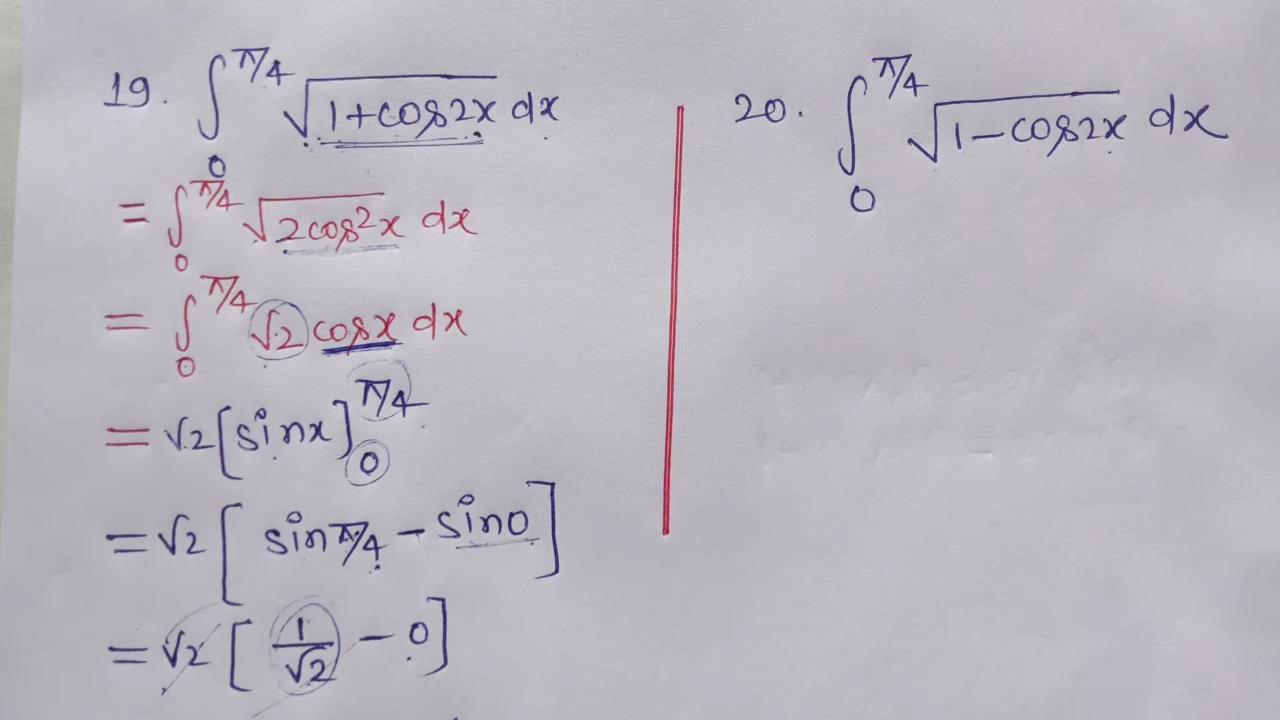 19. ∫₀^π/4 √(1+cos2x) dx
= ∫₀^π/4 √(2cos²x) dx
= ∫₀^π/4 √2 cosx dx
= √2[sinx]₀^π/4
= √2[sinπ/4 − sin0]
= √2[1/√2 − 0]
20. ∫₀^π/4 √(1−cos2x) dx